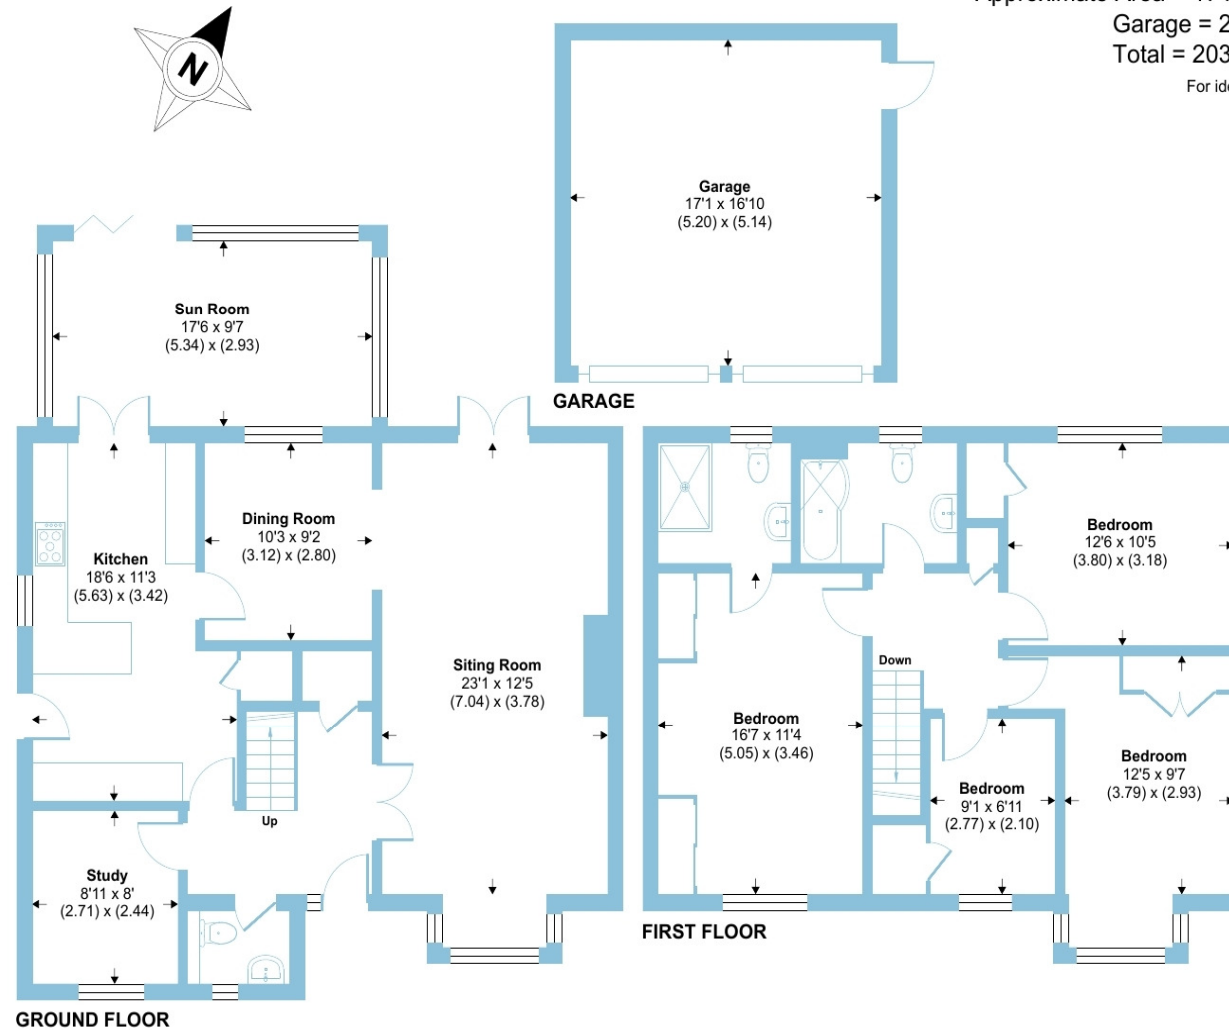 Approximate Area =
Garage = 2
Total = 203
For ide
N
Garage
17'1 x 16'10
(5.20) x (5.14)
Sun Room
17'6 x 9'7
(5.34) x (2.93)
GARAGE
Dining Room
10'3 x 9'2
(3.12) x (2.80)
Kitchen
18'6 x 11'3
(5.63) x (3.42)
Siting Room
23'1 x 12'5
(7.04) x (3.78)
Up
Study
8'11 x 8'
(2.71) x (2.44)
GROUND FLOOR
Bedroom
12'6 x 10'5
(3.80) x (3.18)
Down
Bedroom
16'7 x 11'4
(5.05) x (3.46)
Bedroom
12'5 x 9'7
(3.79) x (2.93)
Bedroom
9'1 x 6'11
(2.77) x (2.10)
FIRST FLOOR